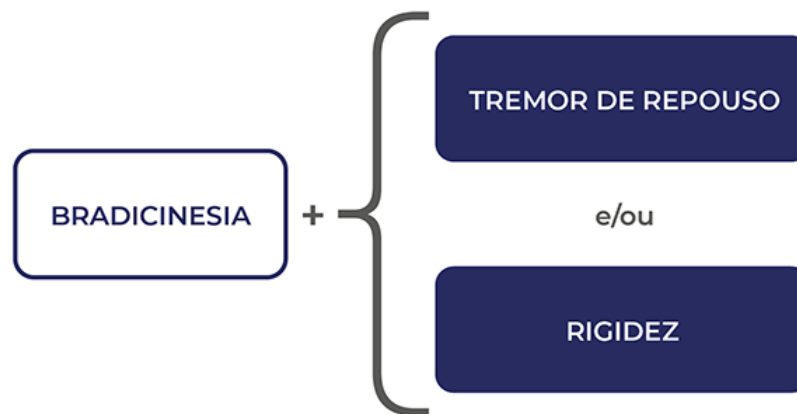 TREMOR DE REPOUSO
BRADICINESIA
+
e/ou
RIGIDEZ